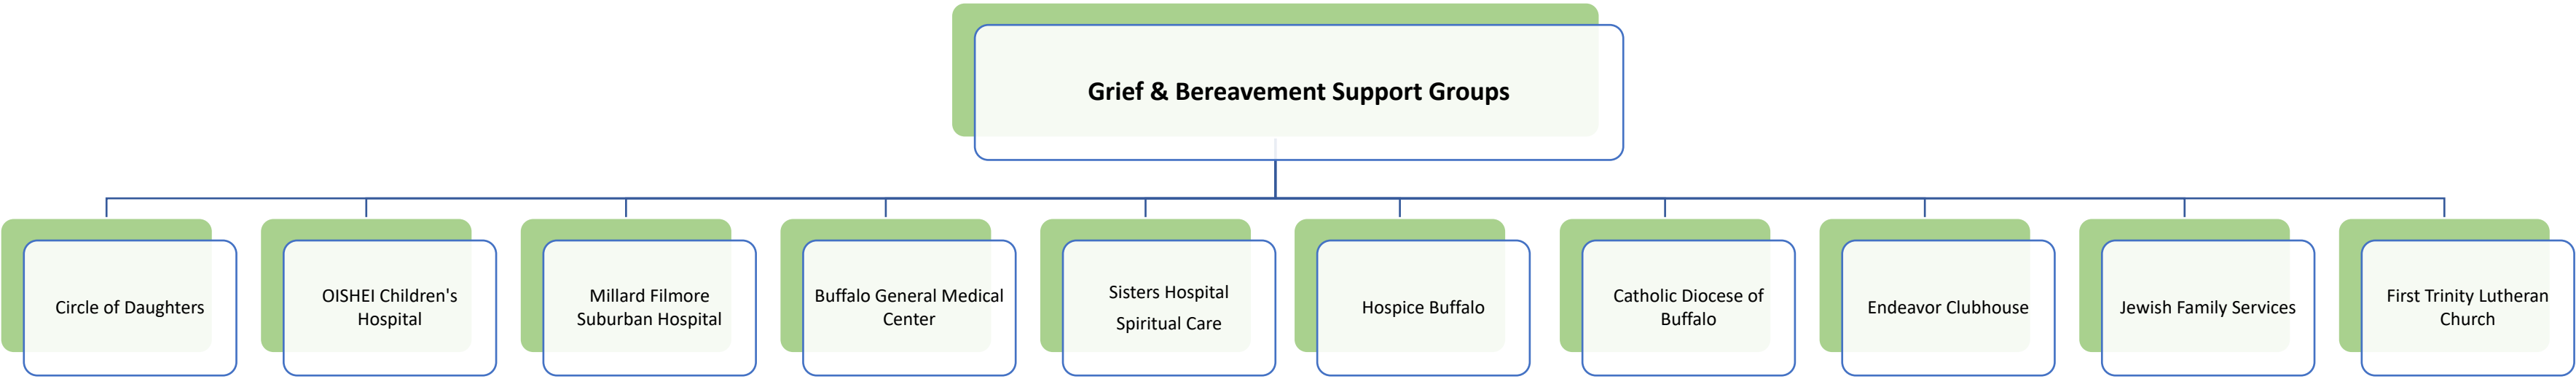 Grief & Bereavement Support Groups
Circle of Daughters
OISHEI Children's
Hospital
Millard Filmore
Suburban Hospital
Buffalo General Medical
Center
Sisters Hospital
Spiritual Care
Hospice Buffalo
Catholic Diocese of
Buffalo
Endeavor Clubhouse
Jewish Family Services
First Trinity Lutheran
Church